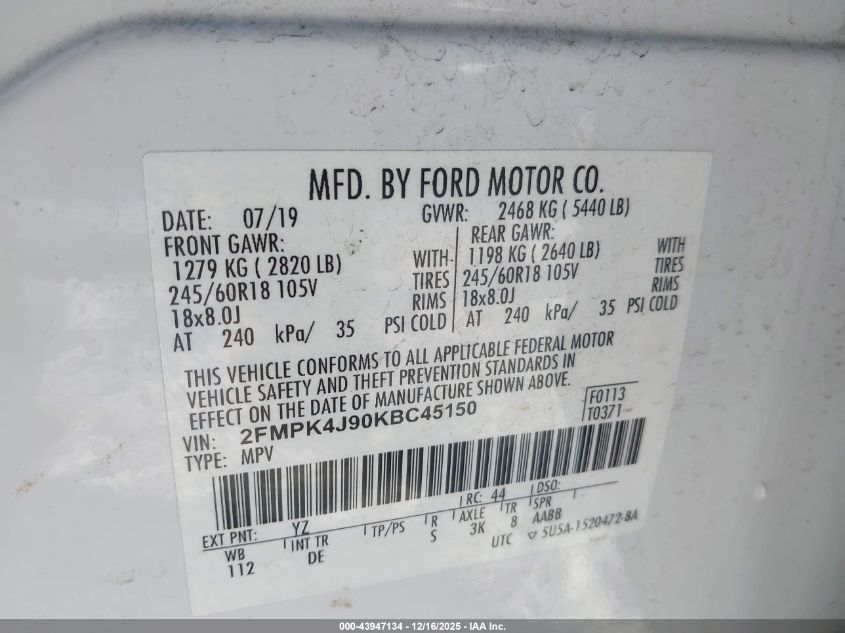 MFD. BY FORD MOTOR CO.
DATE: 07/19 GVWR: 2468 KG ( 5440 LB)
FRONT GAWR: REAR GAWR:
1279 KG ( 2820 LB) WITH 1198 KG ( 2640 LB) WITH
245/60R18 105V TIRES 245/60R18 105V TIRES
18x8.0J RIMS 18x8.0J RIMS
AT 240 kPa/ 35 PSI COLD AT 240 kPa/ 35 PSI COLD
THIS VEHICLE CONFORMS TO ALL APPLICABLE FEDERAL MOTOR
VEHICLE SAFETY AND THEFT PREVENTION STANDARDS IN
EFFECT ON THE DATE OF MANUFACTURE SHOWN ABOVE.
VIN: 2FMPK4J90KBC45150 F0113
TYPE: MPV T0371
EXT PNT: YZ RC: 44 DSO:
WB INT TR TP/PS R AXLE TR SPR
112 DE S 3K 8 AABB
UTC ▽ 5U5A-1520472-BA
000-43947134 - 12/16/2025 - IAA Inc.